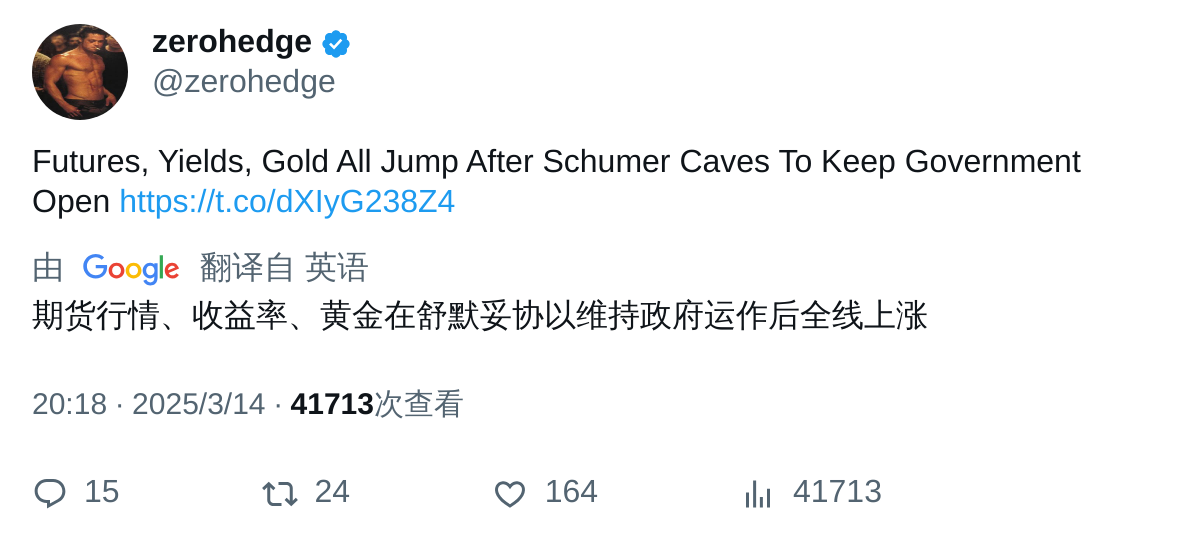 zerohedge
@zerohedge
Futures, Yields, Gold All Jump After Schumer Caves To Keep Government
Open https://t.co/dXIyG238Z4
由 Google 翻译自 英语
期货行情、收益率、黄金在舒默妥协以维持政府运作后全线上涨
20:18 · 2025/3/14 · 41713次查看
15 24 164 41713